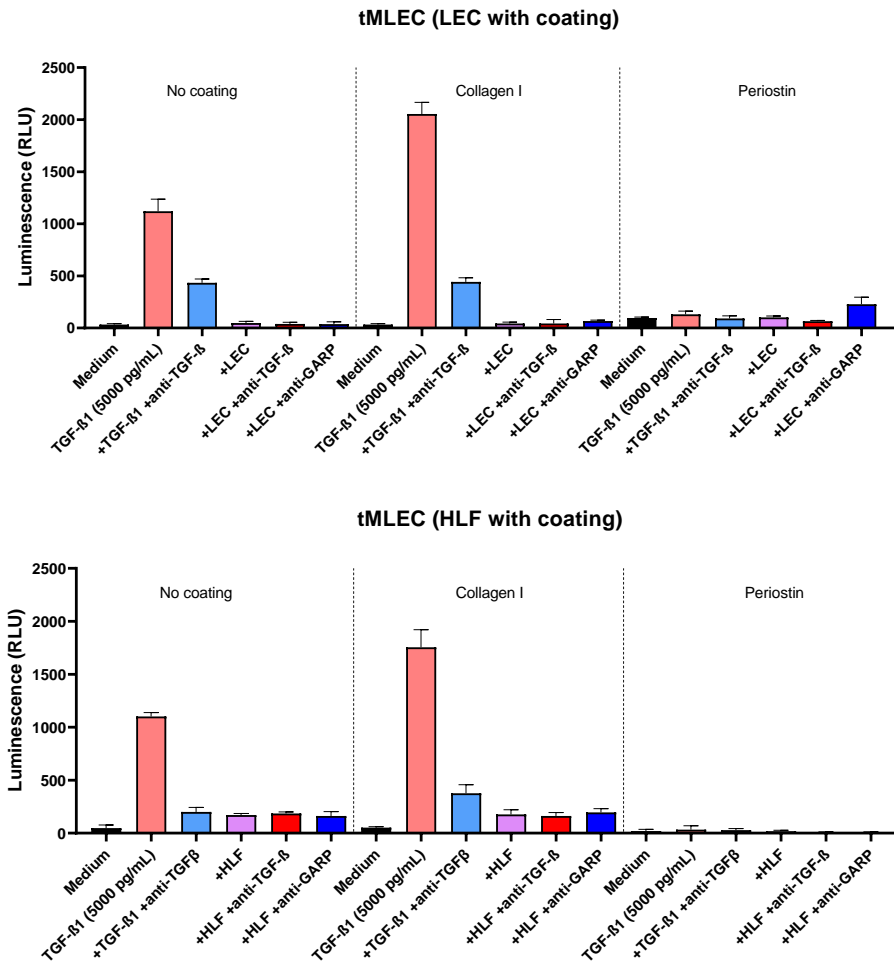 tMLEC (LEC with coating)
Luminescence (RLU)
2500
2000
1500
1000
500
0
No coating
Collagen I
Periostin
Medium
TGF-ß1 (5000 pg/mL)
+TGF-ß1 +anti-TGF-ß
+LEC
+LEC +anti-TGF-ß
+LEC +anti-GARP
Medium
TGF-ß1 (5000 pg/mL)
+TGF-ß1 +anti-TGF-ß
+LEC
+LEC +anti-TGF-ß
+LEC +anti-GARP
Medium
TGF-ß1 (5000 pg/mL)
+TGF-ß1 +anti-TGF-ß
+LEC
+LEC +anti-TGF-ß
+LEC +anti-GARP
tMLEC (HLF with coating)
Luminescence (RLU)
2500
2000
1500
1000
500
0
No coating
Collagen I
Periostin
Medium
TGF-ß1 (5000 pg/mL)
+TGF-ß1 +anti-TGFβ
+HLF
+HLF +anti-TGF-ß
+HLF +anti-GARP
Medium
TGF-ß1 (5000 pg/mL)
+TGF-ß1 +anti-TGFβ
+HLF
+HLF +anti-TGF-ß
+HLF +anti-GARP
Medium
TGF-ß1 (5000 pg/mL)
+TGF-ß1 +anti-TGFβ
+HLF
+HLF +anti-TGF-ß
+HLF +anti-GARP